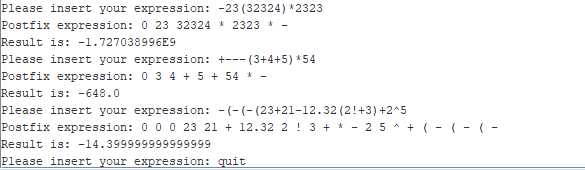 Please insert your expression: -23(32324)*2323
Postfix expression: 0 23 32324 * 2323 * -
Result is: -1.727038996E9
Please insert your expression: +---(3+4+5)*54
Postfix expression: 0 3 4 + 5 + 54 * -
Result is: -648.0
Please insert your expression: -(-(-(23+21-12.32(2!+3)+2^5
Postfix expression: 0 0 0 23 21 + 12.32 2 ! 3 + * - 2 5 ^ + ( - ( - ( -
Result is: -14.399999999999999
Please insert your expression: quit